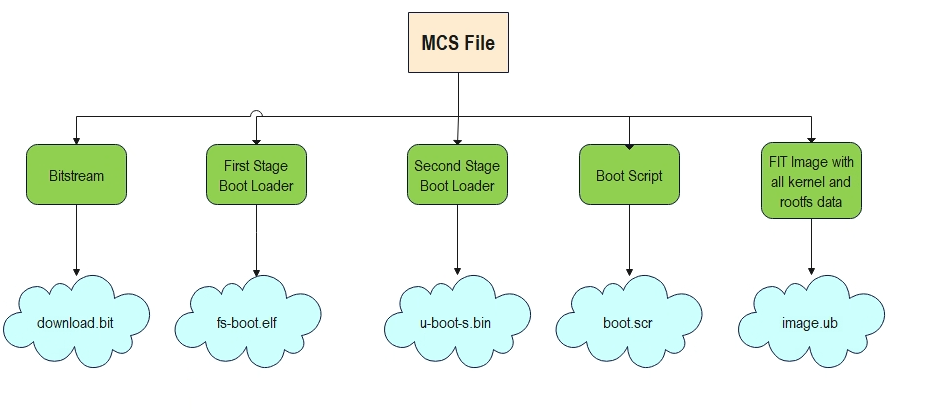 MCS File
Bitstream
First Stage
Boot Loader
Second Stage
Boot Loader
Boot Script
FIT Image with
all kernel and
rootfs data
download.bit
fs-boot.elf
u-boot-s.bin
boot.scr
image.ub